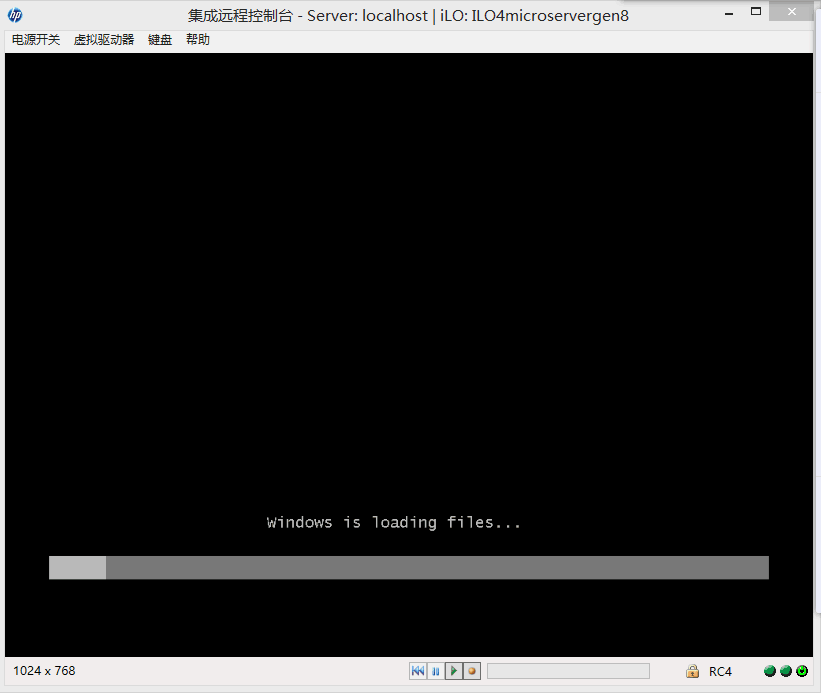 hp
集成远程控制台 - Server: localhost | iLO: ILO4microservergen8
电源开关 虚拟驱动器 键盘 帮助
Windows is loading files...
1024 x 768 RC4